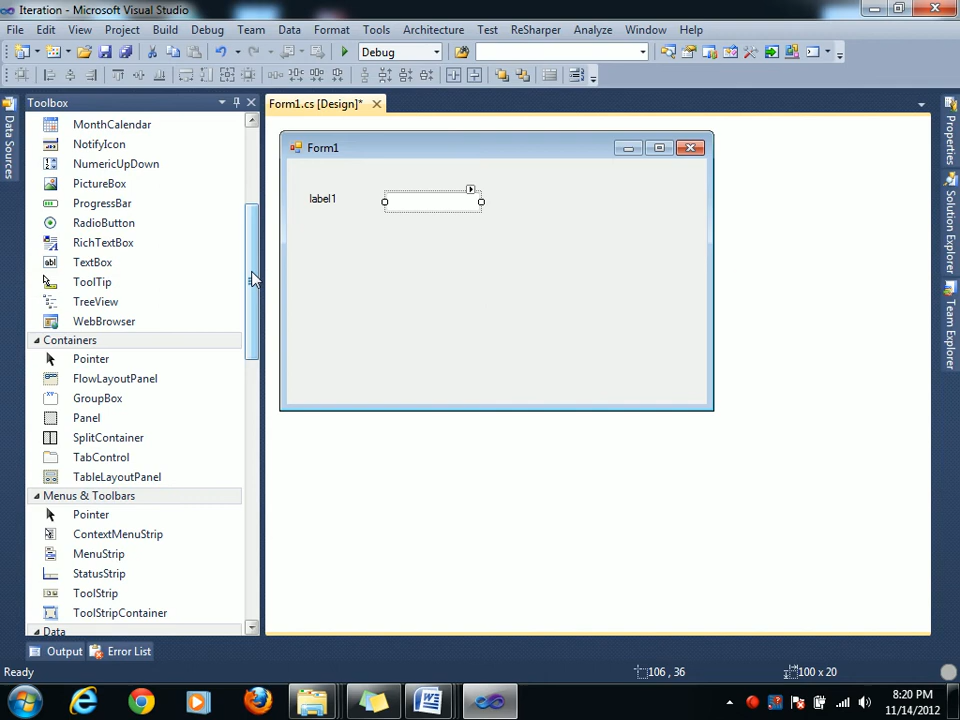 Iteration - Microsoft Visual Studio
File Edit View Project Build Debug Team Data Format Tools Architecture Test ReSharper Analyze Window Help
Debug
Toolbox
Form1.cs [Design]*
Data Sources
MonthCalendar
NotifyIcon
NumericUpDown
PictureBox
ProgressBar
RadioButton
RichTextBox
TextBox
ToolTip
TreeView
WebBrowser
Containers
Pointer
FlowLayoutPanel
GroupBox
Panel
SplitContainer
TabControl
TableLayoutPanel
Menus & Toolbars
Pointer
ContextMenuStrip
MenuStrip
StatusStrip
ToolStrip
ToolStripContainer
Data
Form1
label1
Properties
Solution Explorer
Team Explorer
Output Error List
Ready 106 , 36 100 x 20
8:20 PM
11/14/2012